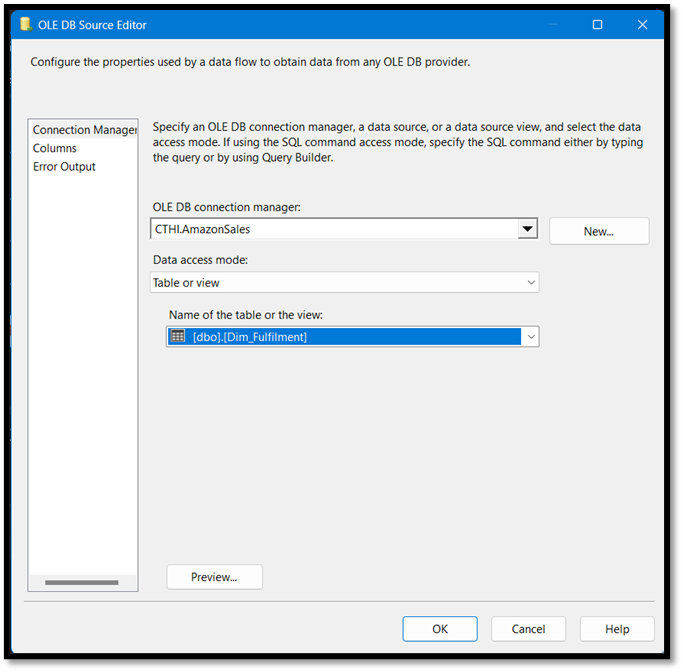 OLE DB Source Editor
Configure the properties used by a data flow to obtain data from any OLE DB provider.
Connection Manager
Columns
Error Output
Specify an OLE DB connection manager, a data source, or a data source view, and select the data
access mode. If using the SQL command access mode, specify the SQL command either by typing
the query or by using Query Builder.
OLE DB connection manager:
CTHI.AmazonSales
New...
Data access mode:
Table or view
Name of the table or the view:
[dbo].[Dim_Fulfilment]
Preview...
OK
Cancel
Help